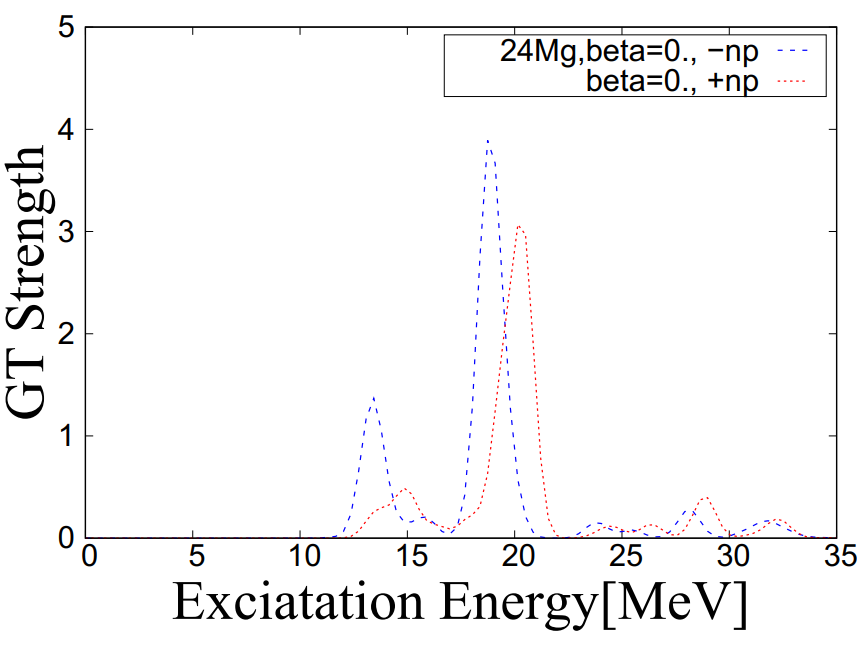 5
24Mg,beta=0., −np
beta=0., +np
4
3
2
1
0
GT Strength
0 5 10 15 20 25 30 35
Exciatation Energy[MeV]